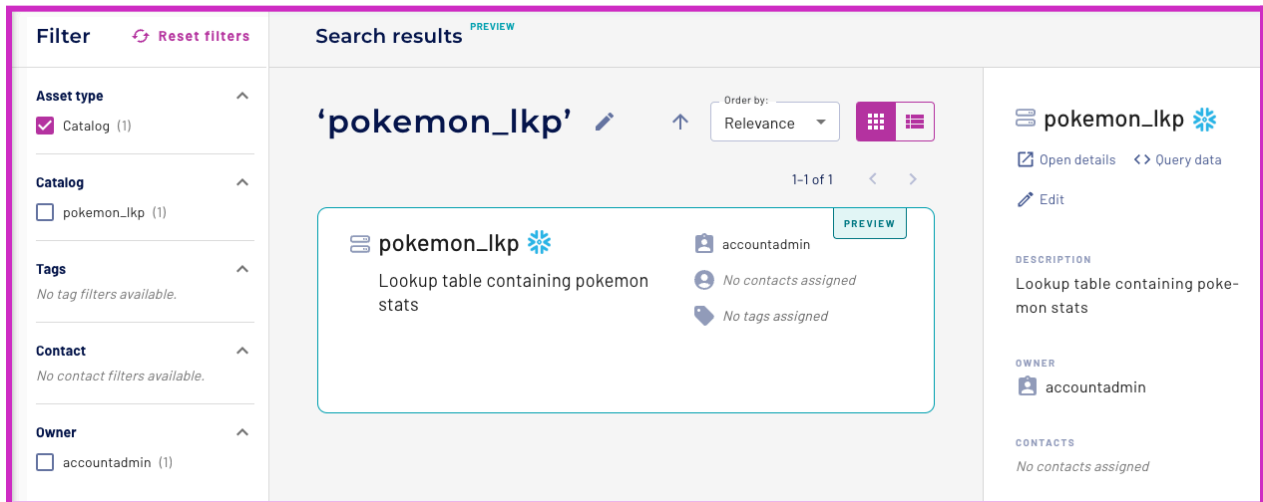 Filter
Reset filters
Search results PREVIEW
Asset type
Catalog (1)
Catalog
pokemon_lkp (1)
Tags
No tag filters available.
Contact
No contact filters available.
Owner
accountadmin (1)
‘pokemon_lkp’
Order by:
Relevance
1–1 of 1
PREVIEW
pokemon_lkp
Lookup table containing pokemon
stats
accountadmin
No contacts assigned
No tags assigned
pokemon_lkp
Open details
Query data
Edit
DESCRIPTION
Lookup table containing poke-
mon stats
OWNER
accountadmin
CONTACTS
No contacts assigned